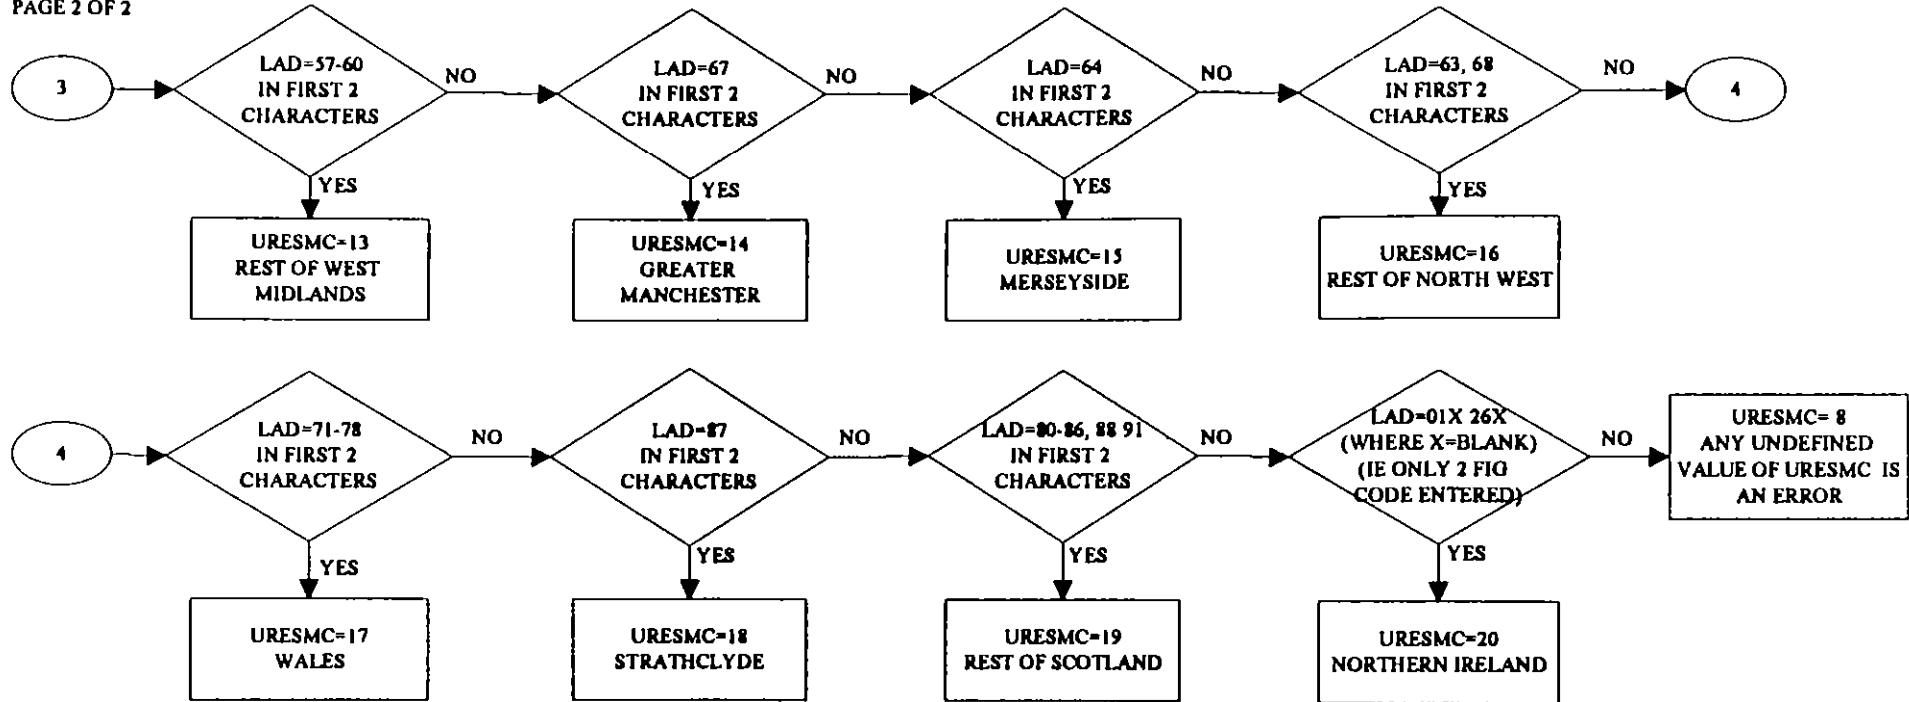 PAGE 2 OF 2
3
LAD=57-60
IN FIRST 2
CHARACTERS
NO
YES
URESMC=13
REST OF WEST
MIDLANDS
LAD=67
IN FIRST 2
CHARACTERS
NO
YES
URESMC=14
GREATER
MANCHESTER
LAD=64
IN FIRST 2
CHARACTERS
NO
YES
URESMC=15
MERSEYSIDE
LAD=63, 68
IN FIRST 2
CHARACTERS
NO
YES
URESMC=16
REST OF NORTH WEST
4
4
LAD=71-78
IN FIRST 2
CHARACTERS
NO
YES
URESMC=17
WALES
LAD=87
IN FIRST 2
CHARACTERS
NO
YES
URESMC=18
STRATHCLYDE
LAD=80-86, 88 91
IN FIRST 2
CHARACTERS
NO
YES
URESMC=19
REST OF SCOTLAND
LAD=01X 26X
(WHERE X=BLANK)
(IE ONLY 2 FIG
CODE ENTERED)
NO
YES
URESMC=20
NORTHERN IRELAND
URESMC= 8
ANY UNDEFINED
VALUE OF URESMC IS
AN ERROR